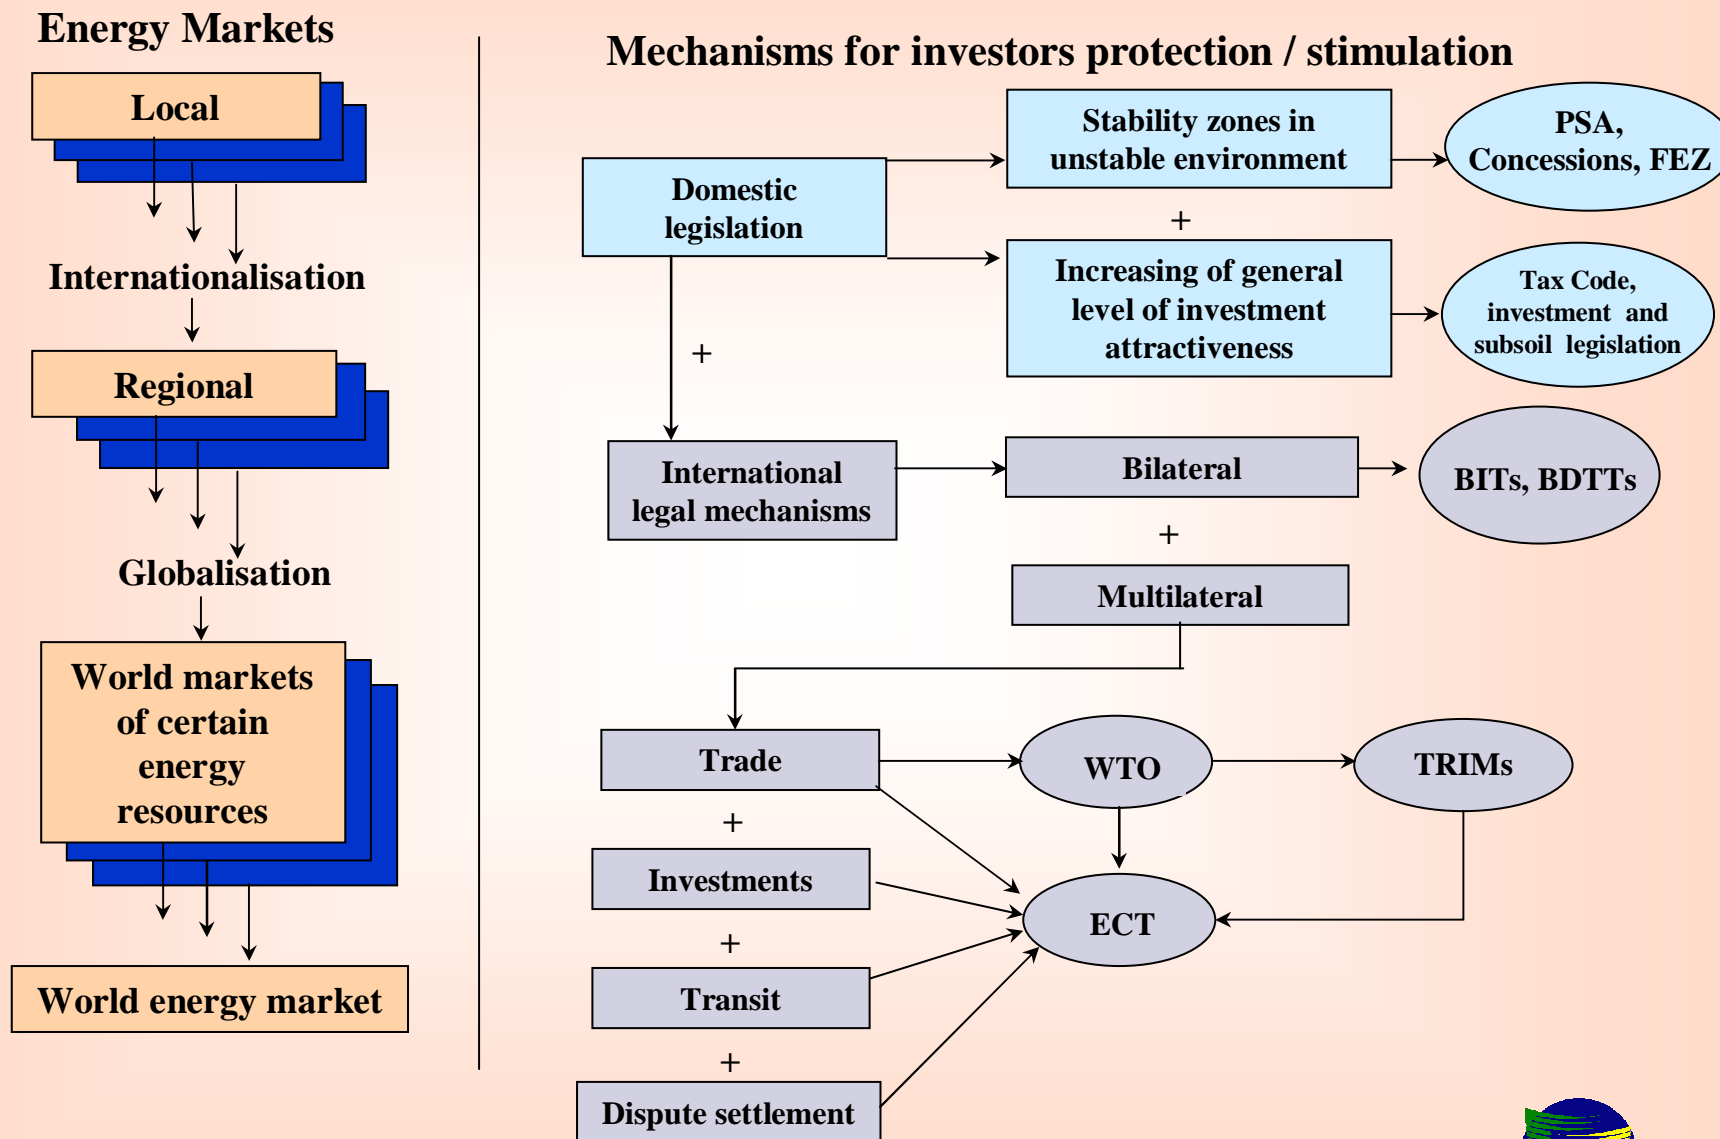 Energy Markets
Local
Internationalisation
Regional
Globalisation
World markets
of certain
energy
resources
World energy market
Mechanisms for investors protection / stimulation
Domestic
legislation
Stability zones in
unstable environment
PSA,
Concessions, FEZ
+
Increasing of general
level of investment
attractiveness
Tax Code,
investment and
subsoil legislation
+
International
legal mechanisms
Bilateral
BITs, BDTTs
+
Multilateral
Trade
WTO
TRIMs
+
Investments
ECT
+
Transit
+
Dispute settlement